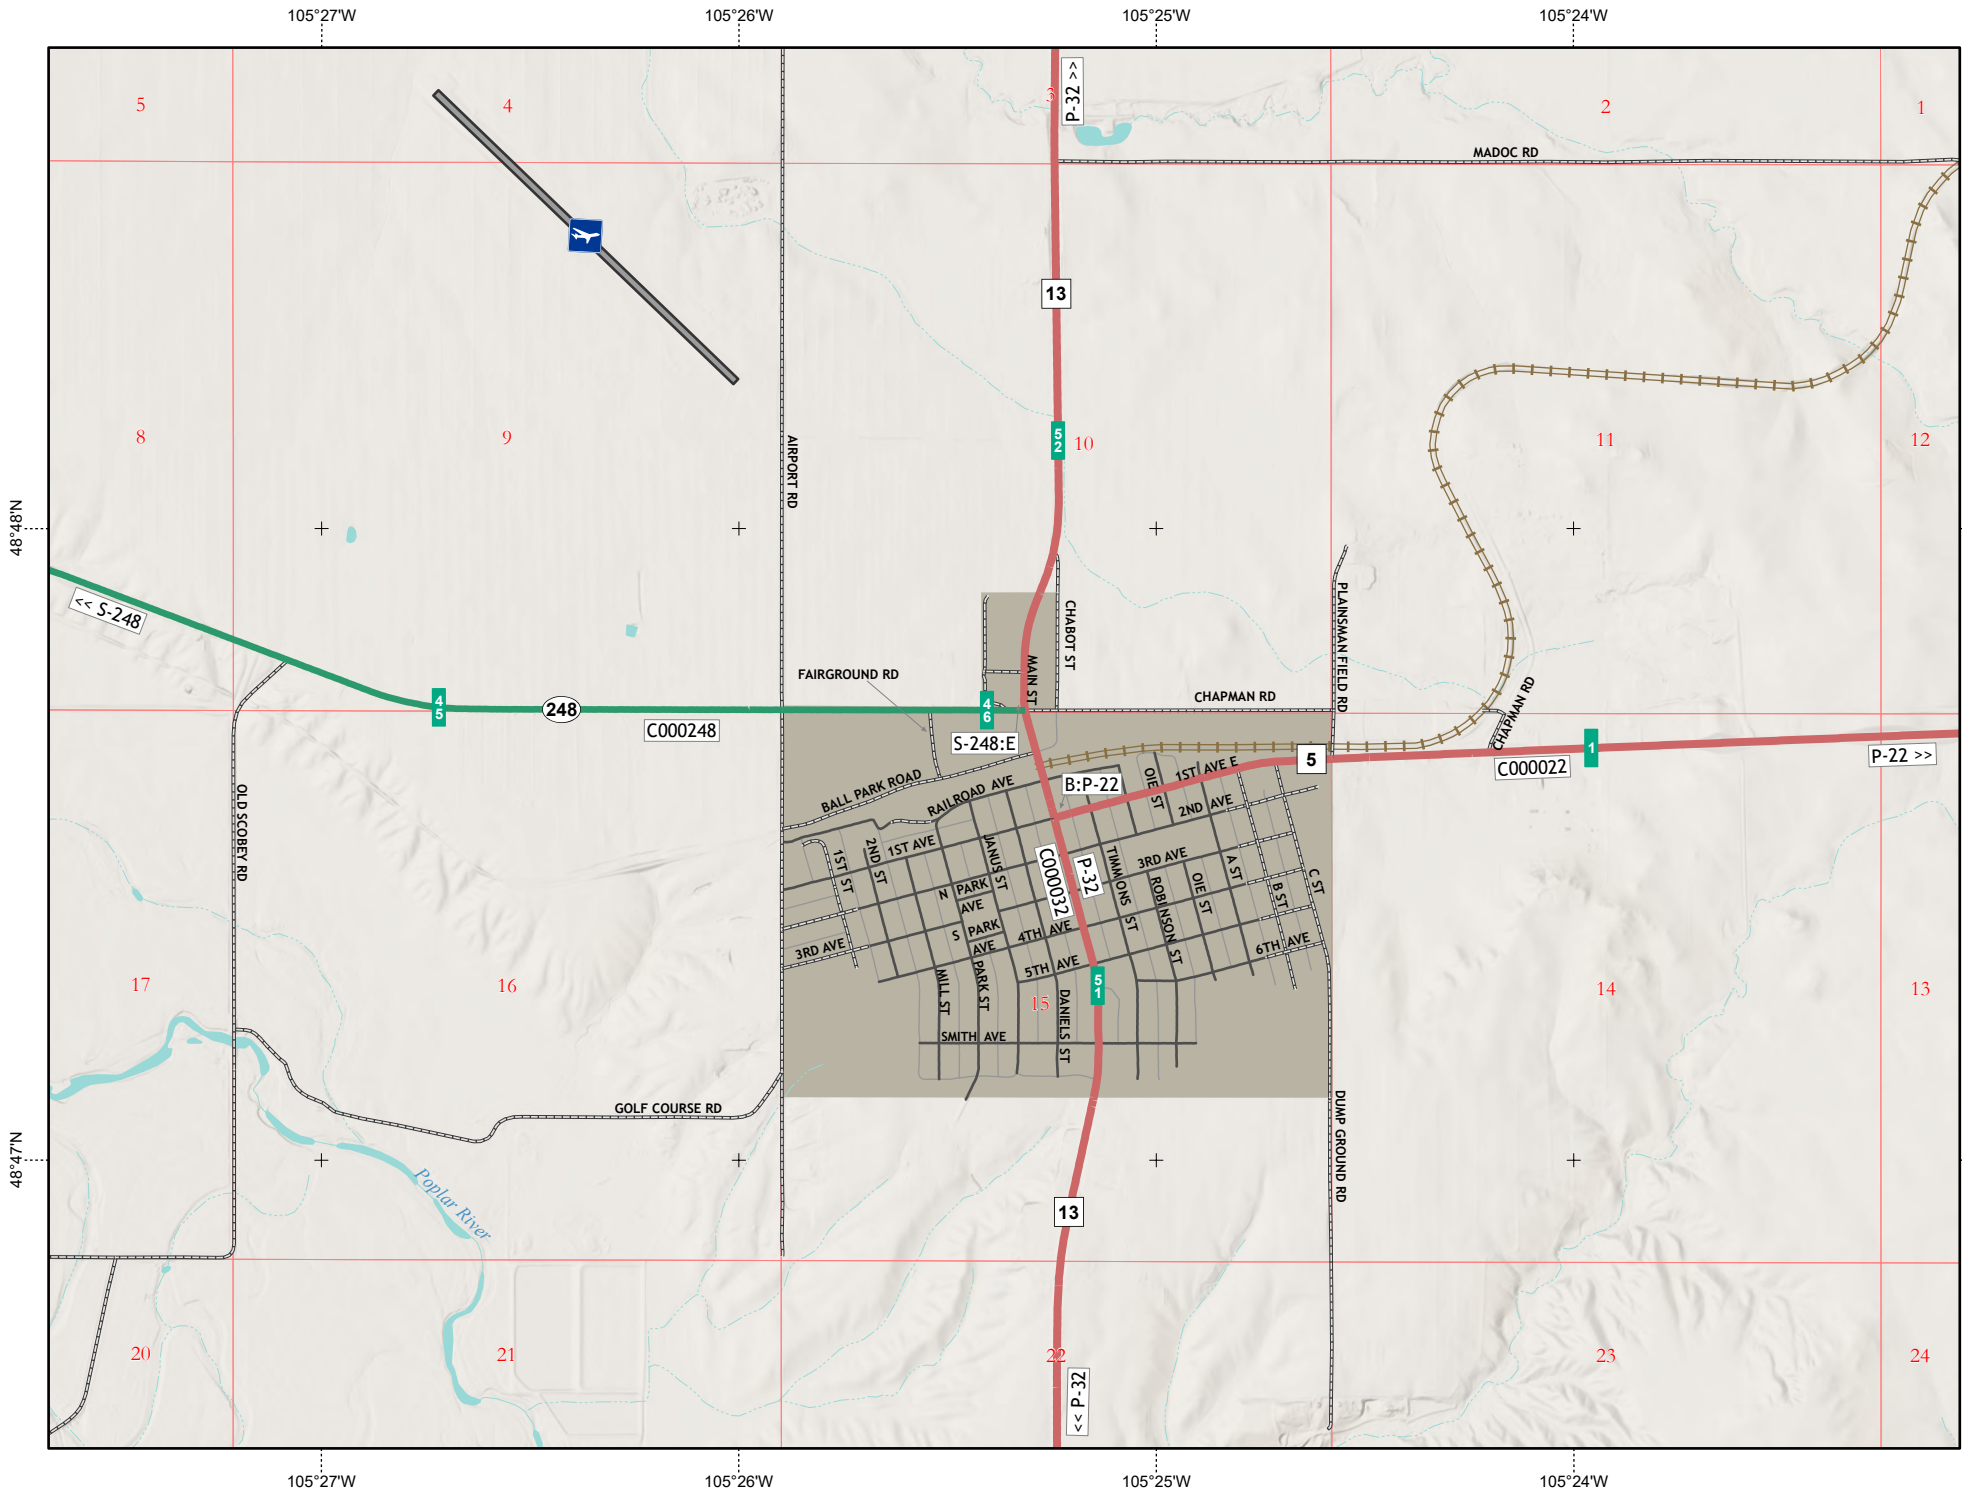 105°27'W
105°26'W
105°25'W
105°24'W
5
4
3
P-32 >>
2
1
MADOC RD
13
AIRPORT RD
8
9
5
2
10
11
12
48°48'N
<< S-248
PLAINSMAN FIELD RD
CHABOT ST
MAIN ST
FAIRGROUND RD
CHAPMAN RD
CHAPMAN RD
4
5
248
C000248
4
6
S-248:E
5
1
C000022
P-22 >>
BALL PARK ROAD
RAILROAD AVE
B:P-22
OIE ST
1ST AVE E
2ND AVE
OLD SCOBEY RD
1ST ST
2ND ST
1ST AVE
JANUS ST
C000032
P-32
TIMMONS ST
3RD AVE
ROBINSON ST
OIE ST
A ST
B ST
C ST
N PARK
AVE
S PARK
AVE
3RD AVE
4TH AVE
5TH AVE
6TH AVE
MILL ST
PARK ST
DANIELS ST
5
1
17
16
15
14
13
SMITH AVE
GOLF COURSE RD
DUMP GROUND RD
48°47'N
Poplar River
13
20
21
22
23
24
<< P-32
105°27'W
105°26'W
105°25'W
105°24'W